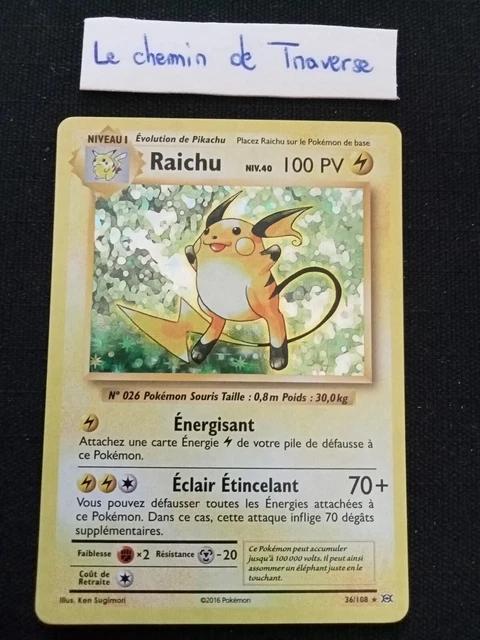 Le chemin de Traverse
NIVEAU 1 Évolution de Pikachu Placez Raichu sur le Pokémon de base
Raichu NIV.40 100 PV
N° 026 Pokémon Souris Taille : 0,8 m Poids : 30,0 kg
Énergisant
Attachez une carte Énergie de votre pile de défausse à
ce Pokémon.
Éclair Étincelant 70+
Vous pouvez défausser toutes les Énergies attachées à
ce Pokémon. Dans ce cas, cette attaque inflige 70 dégâts
supplémentaires.
Faiblesse ×2 Résistance -20
Coût de
Retraite
Ce Pokémon peut accumuler
jusqu'à 100 000 volts. Il peut ainsi
assommer un éléphant juste en le
touchant.
Illus. Ken Sugimori ©2016 Pokémon 36/108